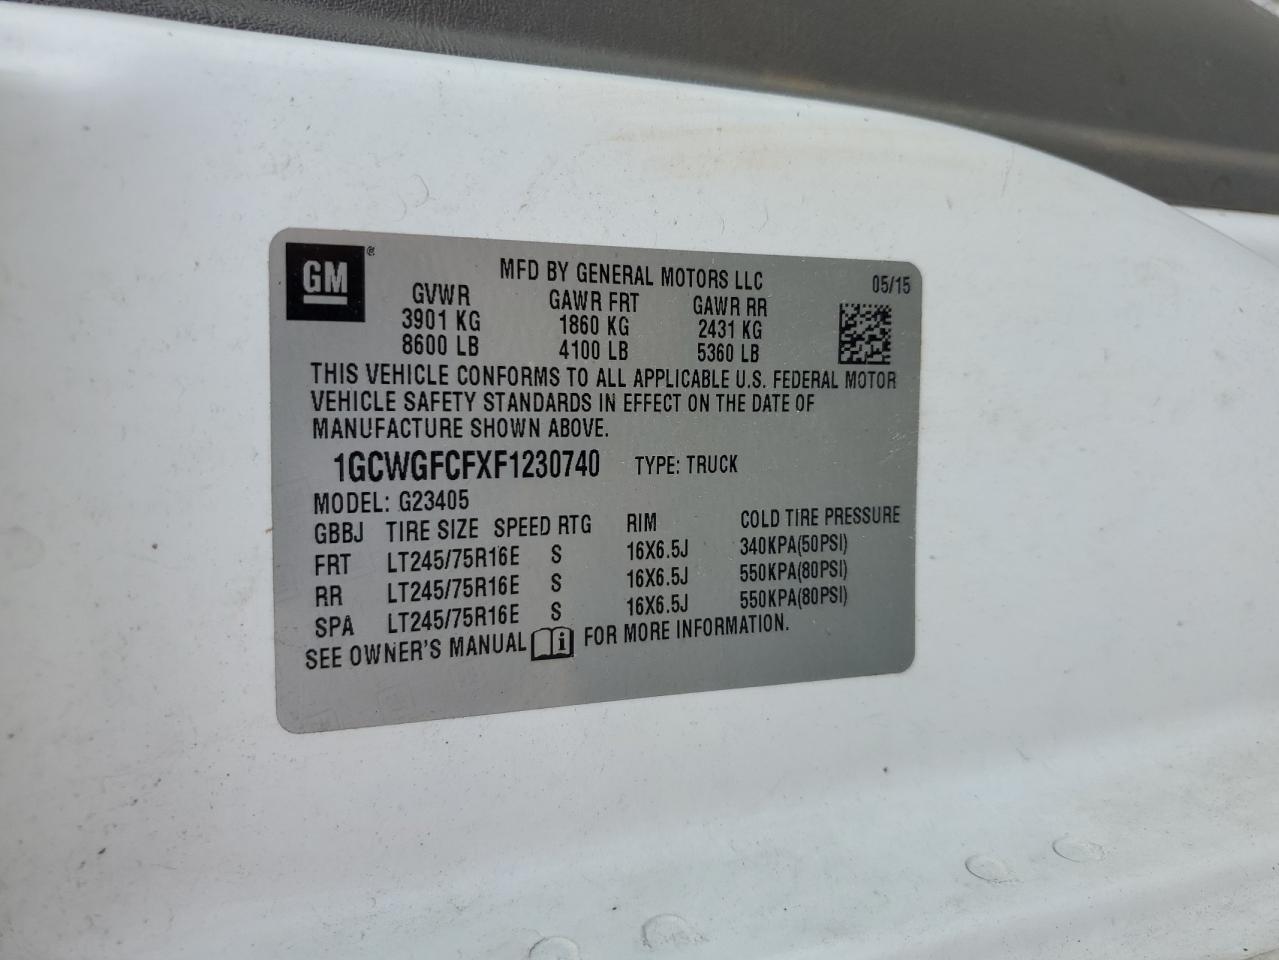 GM ®
MFD BY GENERAL MOTORS LLC 05/15
GVWR GAWR FRT GAWR RR
3901 KG 1860 KG 2431 KG
8600 LB 4100 LB 5360 LB
THIS VEHICLE CONFORMS TO ALL APPLICABLE U.S. FEDERAL MOTOR
VEHICLE SAFETY STANDARDS IN EFFECT ON THE DATE OF
MANUFACTURE SHOWN ABOVE.
1GCWGFCFXF1230740 TYPE: TRUCK
MODEL: G23405
GBBJ TIRE SIZE SPEED RTG RIM COLD TIRE PRESSURE
FRT LT245/75R16E S 16X6.5J 340KPA(50PSI)
RR LT245/75R16E S 16X6.5J 550KPA(80PSI)
SPA LT245/75R16E S 16X6.5J 550KPA(80PSI)
SEE OWNER'S MANUAL i FOR MORE INFORMATION.